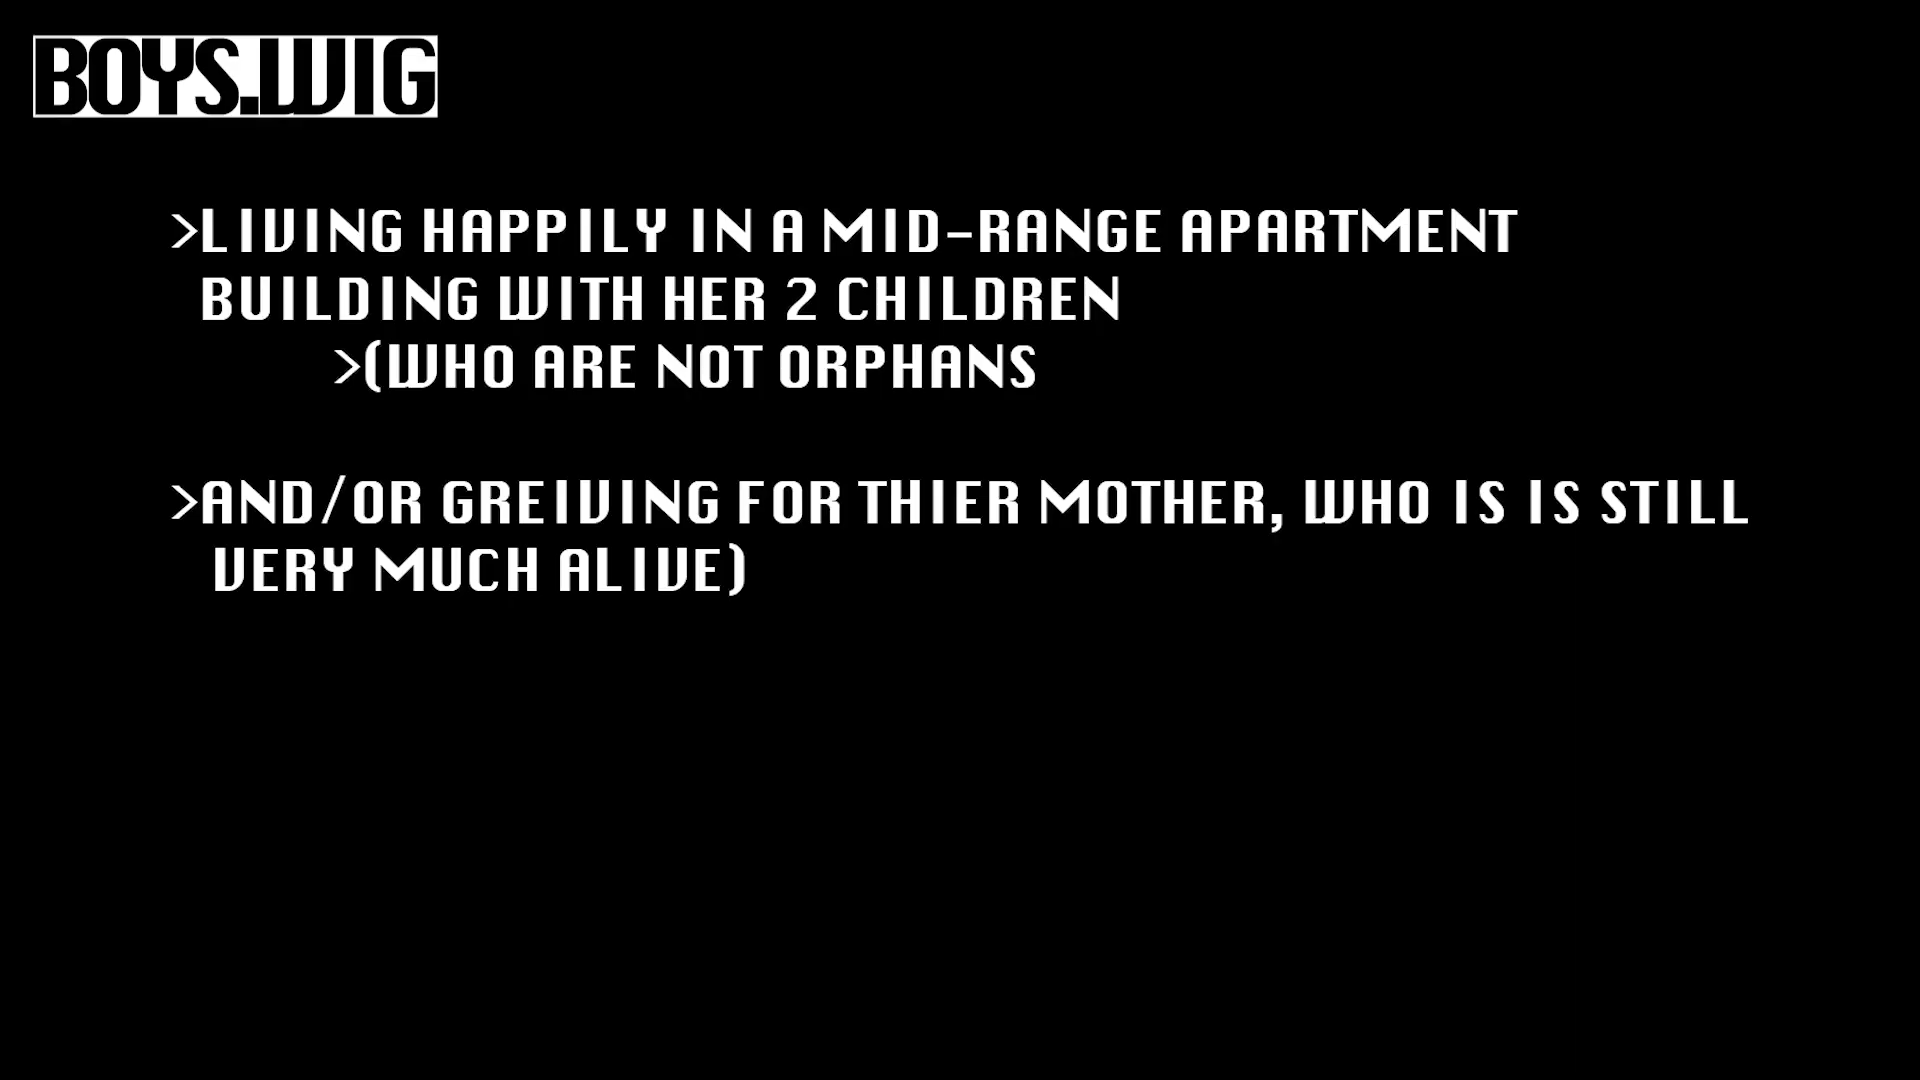 BOYS.WIG
>LIVING HAPPILY IN A MID-RANGE APARTMENT
BUILDING WITH HER 2 CHILDREN
>(WHO ARE NOT ORPHANS
>AND/OR GREIVING FOR THIER MOTHER, WHO IS IS STILL
VERY MUCH ALIVE)